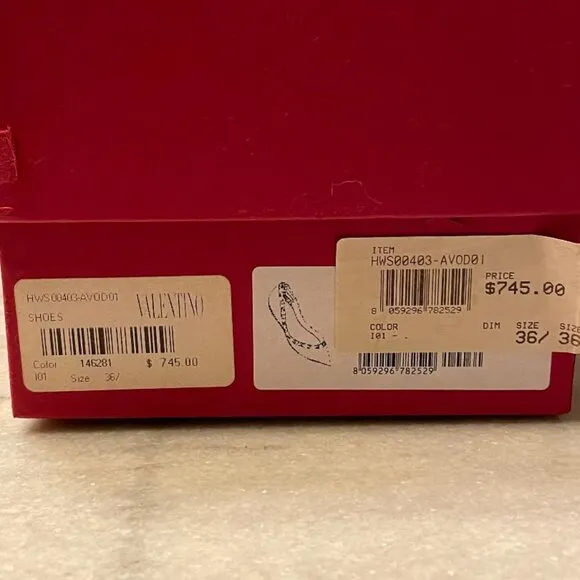 HWS00403-AVOD01
VALENTINO
SHOES
Color 146281 $ 745.00
I01 Size 36/
ITEM
HWS00403-AVOD01
PRICE
$745.00
8 059296 782529
COLOR DIM SIZE SIZ
I01 - . 36/ 36
8 059296 782529